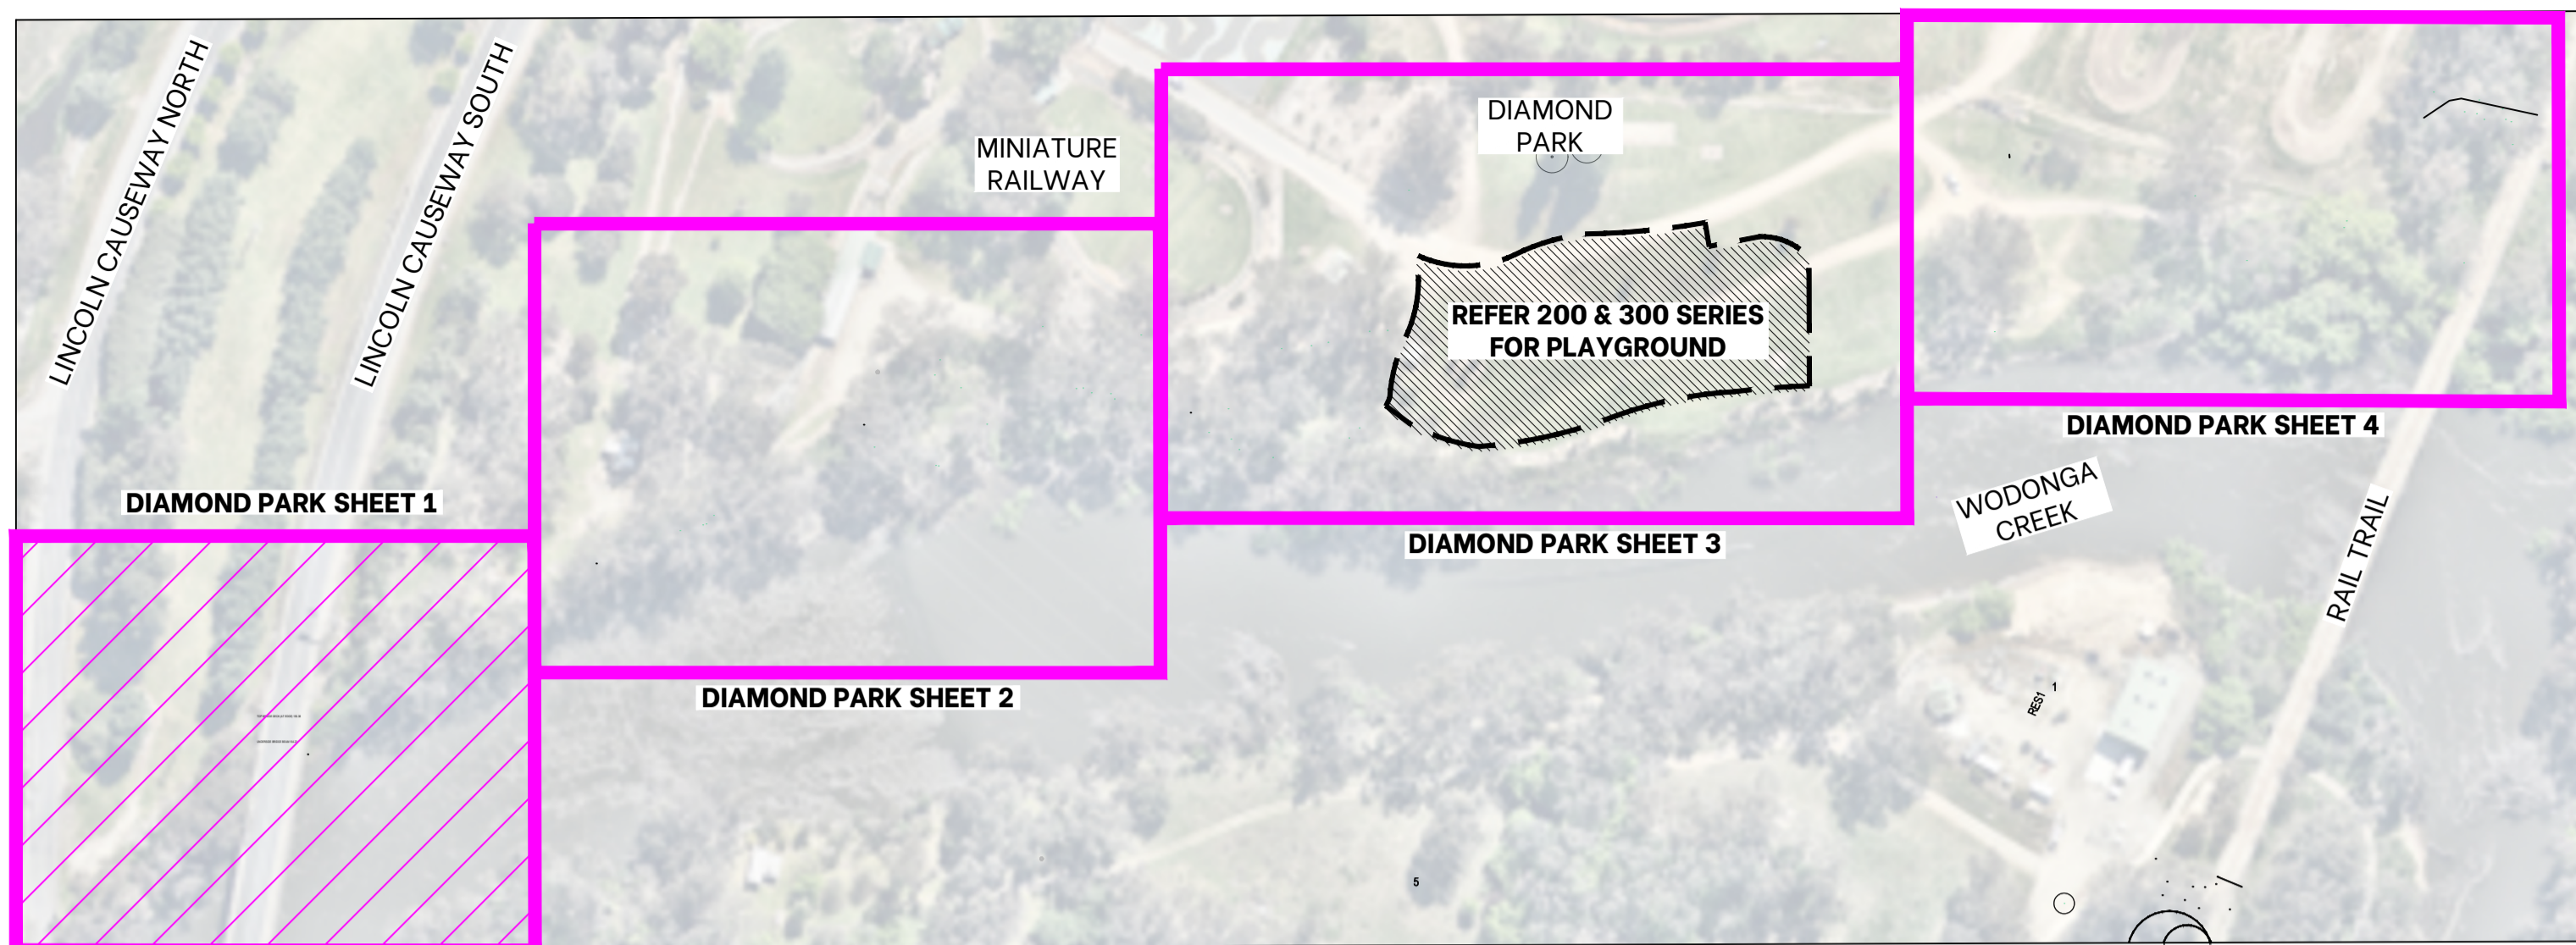 LINCOLN CAUSEWAY NORTH
LINCOLN CAUSEWAY SOUTH
MINIATURE
RAILWAY
DIAMOND
PARK
REFER 200 & 300 SERIES
FOR PLAYGROUND
DIAMOND PARK SHEET 4
WODONGA
CREEK
RAIL TRAIL
DIAMOND PARK SHEET 1
DIAMOND PARK SHEET 3
DIAMOND PARK SHEET 2
RES1
1
5